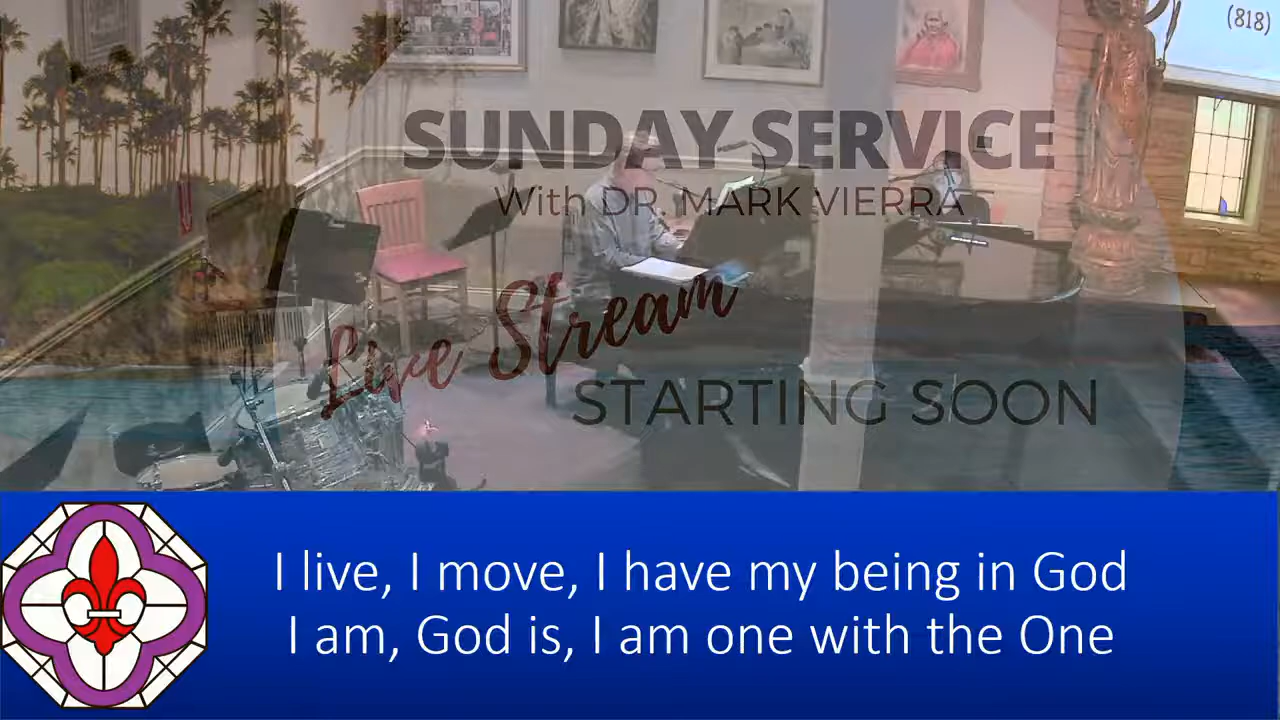 (818)
SUNDAY SERVICE
With DR. MARK VIERRA
Live Stream
STARTING SOON
I live, I move, I have my being in God
I am, God is, I am one with the One